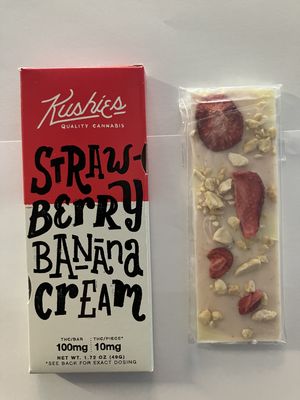 Kushies
QUALITY CANNABIS
STRAW-
BERRY
BANANA
CREAM
THC/BAR THC/PIECE*
100mg 10mg
NET WT. 1.72 OZ (49G)
*SEE BACK FOR EXACT DOSING.